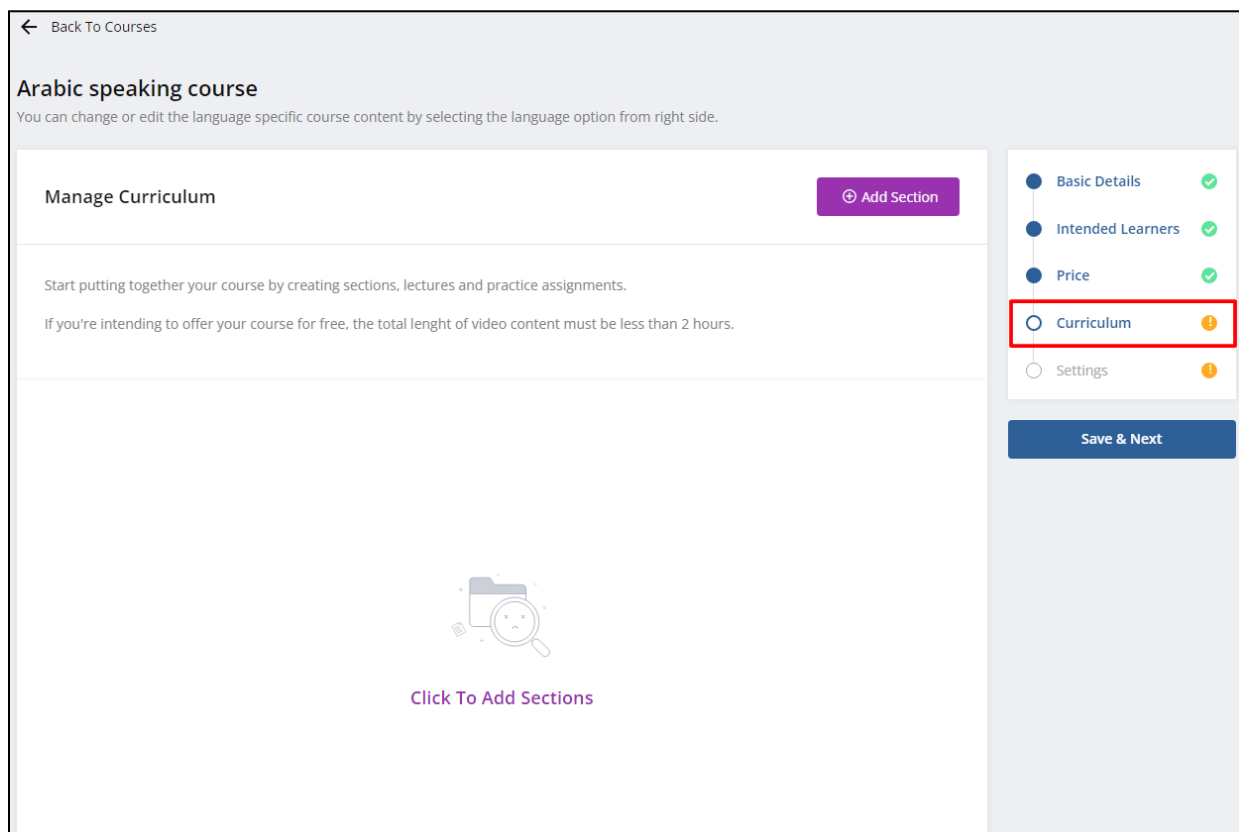 Back To Courses
Arabic speaking course
You can change or edit the language specific course content by selecting the language option from right side.
Manage Curriculum
Add Section
Start putting together your course by creating sections, lectures and practice assignments.
If you're intending to offer your course for free, the total lenght of video content must be less than 2 hours.
Click To Add Sections
Basic Details
Intended Learners
Price
Curriculum
Settings
Save & Next